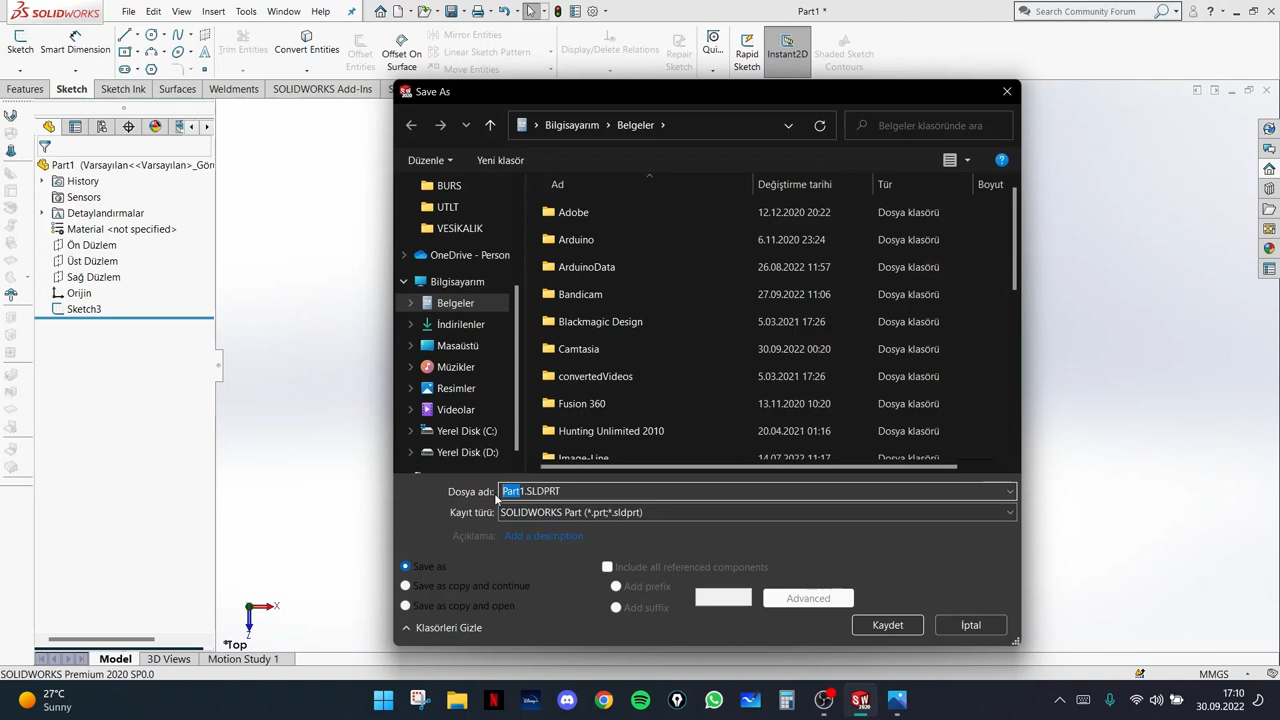 SOLIDWORKS File Edit View Insert Tools Window Part1 * Search Community Forum
Sketch Smart Dimension Trim Entities Convert Entities Offset Entities Offset On Surface Mirror Entities Linear Sketch Pattern Move Entities Display/Delete Relations Repair Sketch Qui... Rapid Sketch Instant2D Shaded Sketch Contours
Features Sketch Sketch Ink Surfaces Weldments SOLIDWORKS Add-Ins S
Save As
Part1 (Varsayılan<<Varsayılan>_Gön
History
Sensors
Detaylandırmalar
Material <not specified>
Ön Düzlem
Üst Düzlem
Sağ Düzlem
Orijin
Sketch3
Bilgisayarım > Belgeler > Belgeler klasöründe ara
Düzenle Yeni klasör
BURS
UTLT
VESİKALIK
OneDrive - Person
Bilgisayarım
Belgeler
İndirilenler
Masaüstü
Müzikler
Resimler
Videolar
Yerel Disk (C:)
Yerel Disk (D:)
Ad Değiştirme tarihi Tür Boyut
Adobe 12.12.2020 20:22 Dosya klasörü
Arduino 6.11.2020 23:24 Dosya klasörü
ArduinoData 26.08.2022 11:57 Dosya klasörü
Bandicam 27.09.2022 11:06 Dosya klasörü
Blackmagic Design 5.03.2021 17:26 Dosya klasörü
Camtasia 30.09.2022 00:20 Dosya klasörü
convertedVideos 5.03.2021 17:26 Dosya klasörü
Fusion 360 13.11.2020 10:20 Dosya klasörü
Hunting Unlimited 2010 20.04.2021 01:16 Dosya klasörü
Image-Line 14.07.2022 11:17 Dosya klasörü
Dosya adı: Part1.SLDPRT
Kayıt türü: SOLIDWORKS Part (*.prt;*.sldprt)
Açıklama: Add a description
Save as Include all referenced components
Save as copy and continue Add prefix Advanced
Save as copy and open Add suffix
Klasörleri Gizle Kaydet İptal
X
Z
*Top
Model 3D Views Motion Study 1
SOLIDWORKS Premium 2020 SP0.0 MMGS
27°C
Sunny
SW
2020
17:10
30.09.2022